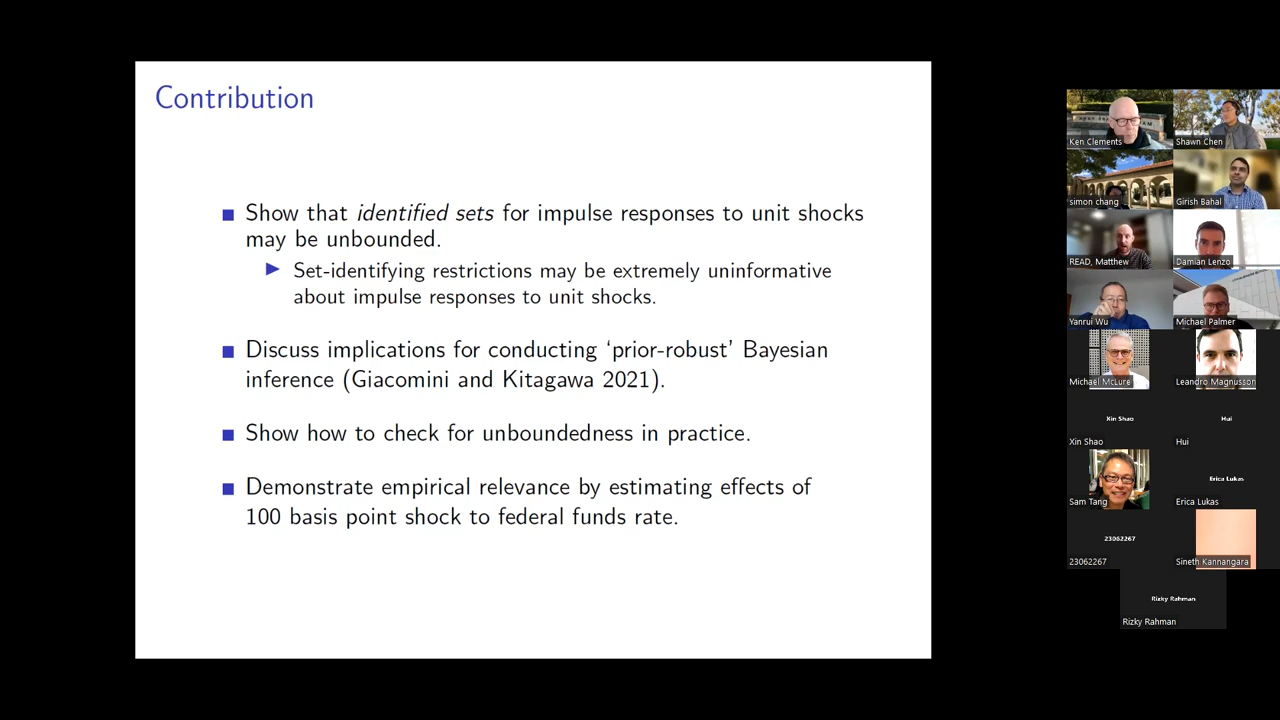 Contribution
Show that identified sets for impulse responses to unit shocks
may be unbounded.
Set-identifying restrictions may be extremely uninformative
about impulse responses to unit shocks.
Discuss implications for conducting ‘prior-robust’ Bayesian
inference (Giacomini and Kitagawa 2021).
Show how to check for unboundedness in practice.
Demonstrate empirical relevance by estimating effects of
100 basis point shock to federal funds rate.
Ken Clements
Shawn Chen
simon chang
Girish Bahal
READ, Matthew
Damian Lenzo
Yanrui Wu
Michael Palmer
Michael McLure
Leandro Magnusson
Xin Shao
Xin Shao
Hui
Hui
Sam Tang
Erica Lukas
Erica Lukas
23062267
23062267
Sineth Kannangara
Rizky Rahman
Rizky Rahman